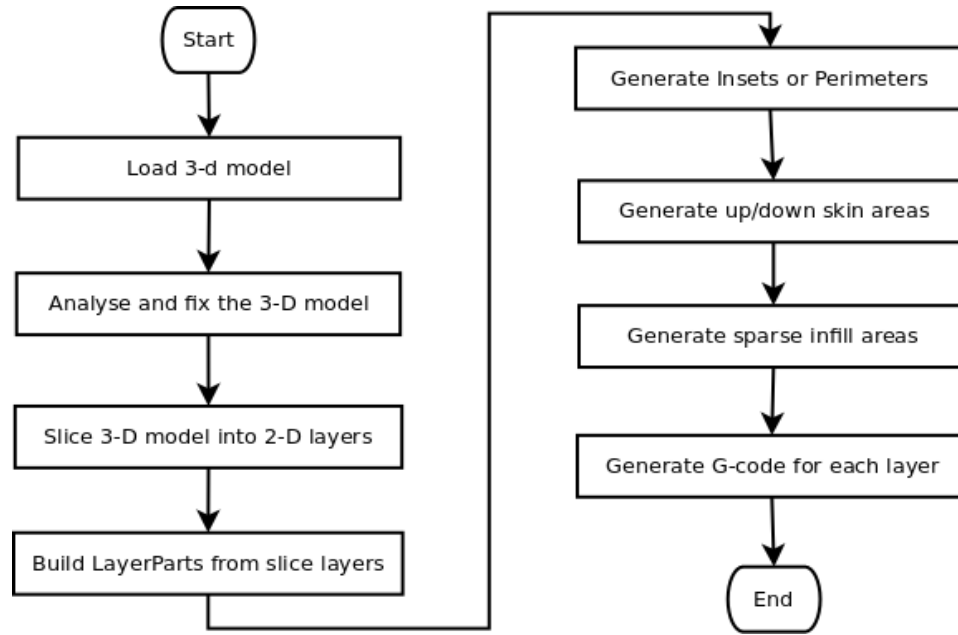 Start
Load 3-d model
Analyse and fix the 3-D model
Slice 3-D model into 2-D layers
Build LayerParts from slice layers
Generate Insets or Perimeters
Generate up/down skin areas
Generate sparse infill areas
Generate G-code for each layer
End